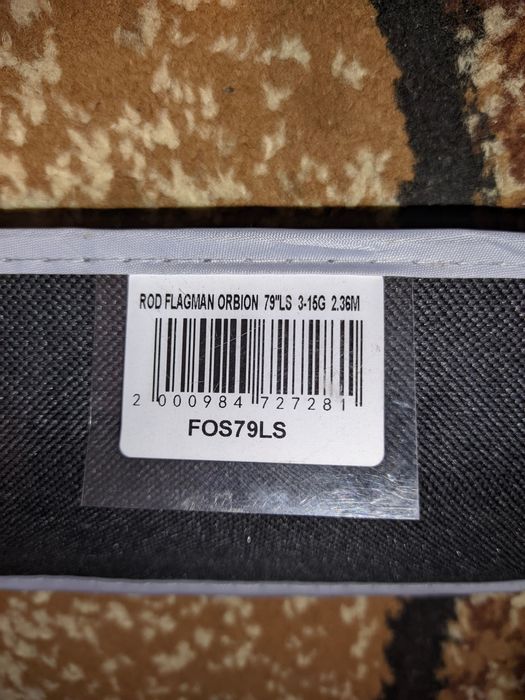 ROD FLAGMAN ORBION 79"LS 3-15G 2.36M
2 000984 727281
FOS79LS